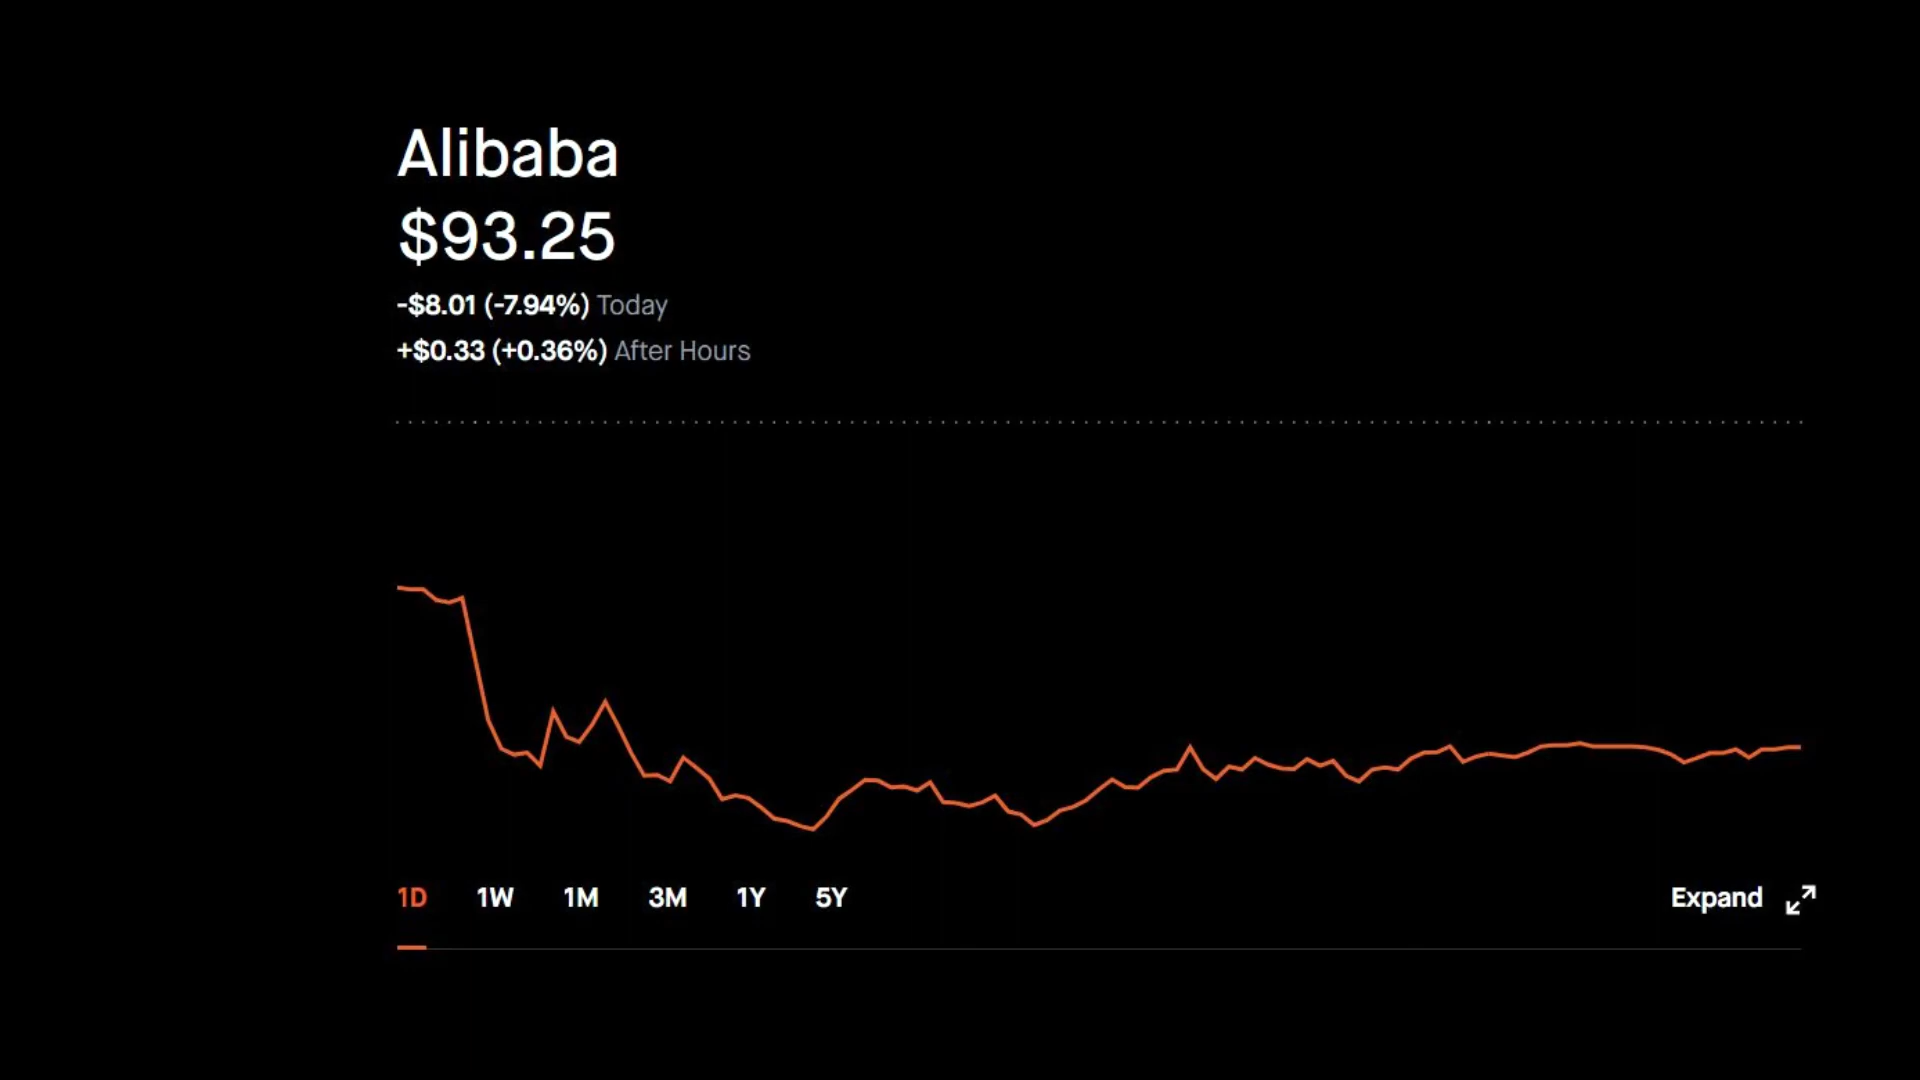 Alibaba
$93.25
-$8.01 (-7.94%) Today
+$0.33 (+0.36%) After Hours
1D 1W 1M 3M 1Y 5Y Expand